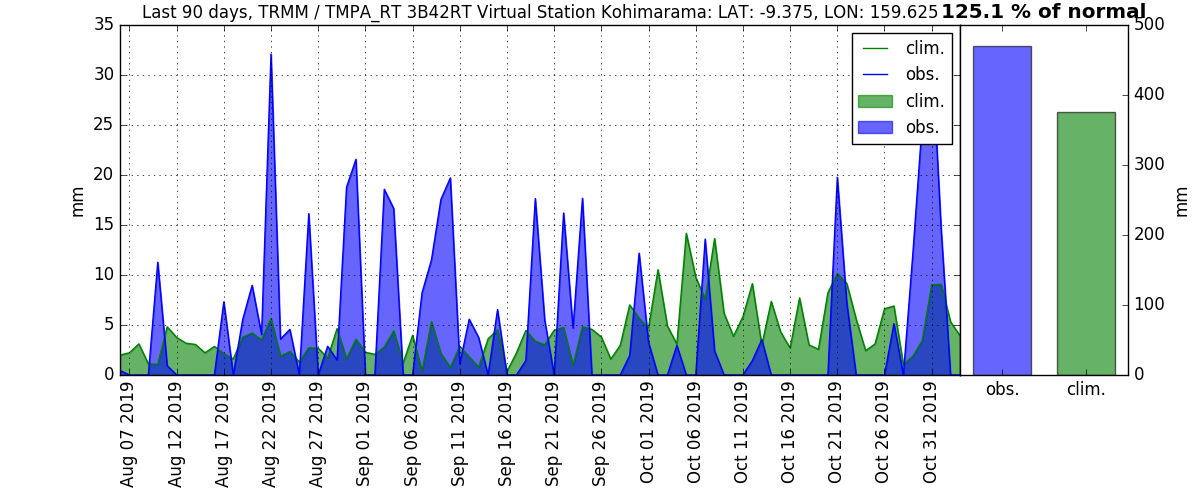 Last 90 days, TRMM / TMPA_RT 3B42RT Virtual Station Kohimarama: LAT: -9.375, LON: 159.625 125.1 % of normal
35
30
25
20
15
10
5
0
mm
clim.
obs.
clim.
obs.
500
400
300
200
100
0
mm
Aug 07 2019
Aug 12 2019
Aug 17 2019
Aug 22 2019
Aug 27 2019
Sep 01 2019
Sep 06 2019
Sep 11 2019
Sep 16 2019
Sep 21 2019
Sep 26 2019
Oct 01 2019
Oct 06 2019
Oct 11 2019
Oct 16 2019
Oct 21 2019
Oct 26 2019
Oct 31 2019
obs.
clim.